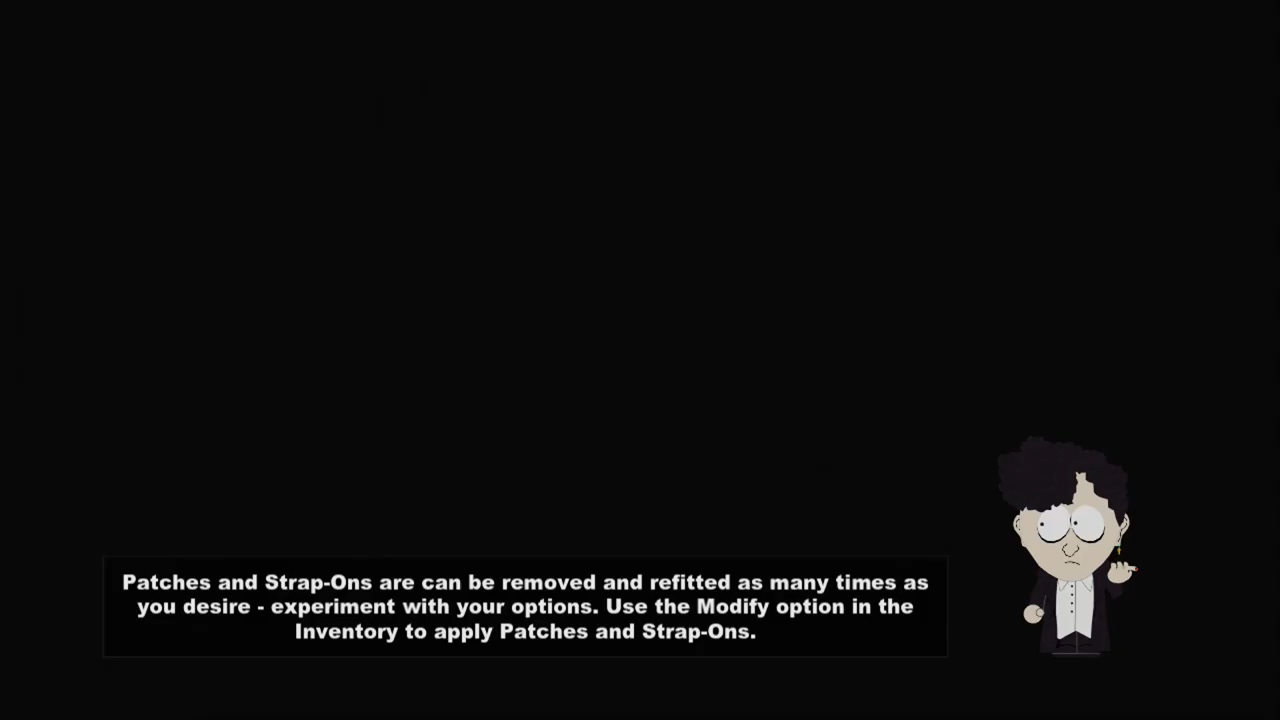 Patches and Strap-Ons are can be removed and refitted as many times as
you desire - experiment with your options. Use the Modify option in the
Inventory to apply Patches and Strap-Ons.